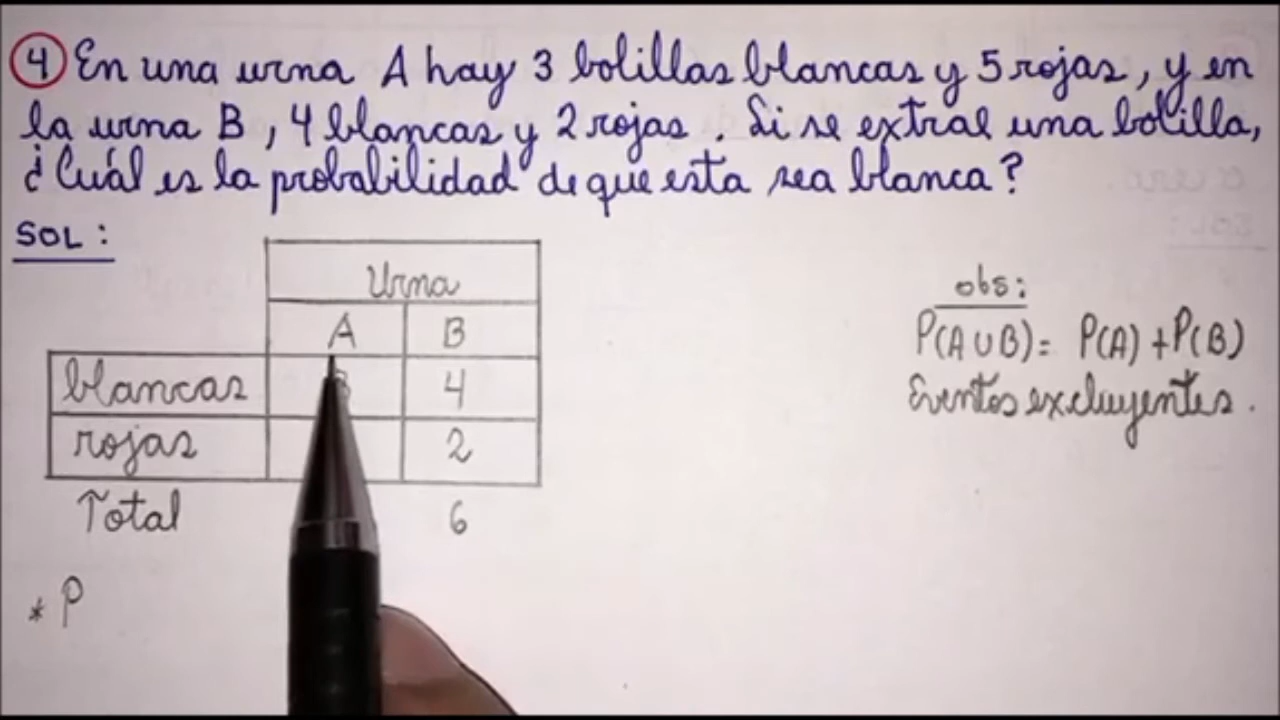 4 En una urna A hay 3 bolillas blancas y 5 rojas, y en
la urna B, 4 blancas y 2 rojas. Si se extrai una bolilla,
¿Cuál es la probabilidad de que esta sea blanca?
SOL:
Urna
A B
blancas 4
rojas 2
Total 6
* P
obs:
P(A∪B) = P(A) + P(B)
Eventos excluyentes.